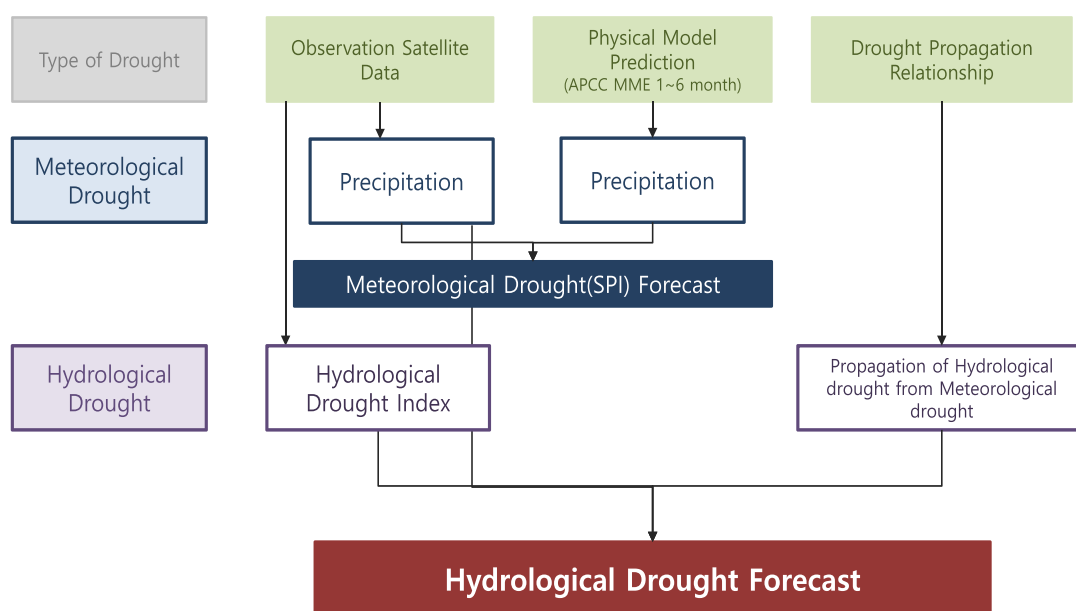 Type of Drought
Observation Satellite
Data
Physical Model
Prediction
(APCC MME 1~6 month)
Drought Propagation
Relationship
Meteorological
Drought
Precipitation
Precipitation
Meteorological Drought(SPI) Forecast
Hydrological
Drought
Hydrological
Drought Index
Propagation of Hydrological
drought from Meteorological
drought
Hydrological Drought Forecast